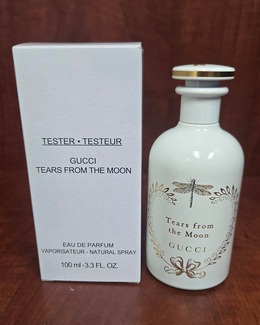 TESTER • TESTEUR
GUCCI
TEARS FROM THE MOON
EAU DE PARFUM
VAPORISATEUR - NATURAL SPRAY
100 ml - 3.3 FL. OZ.
Tears from
the Moon
GUCCI